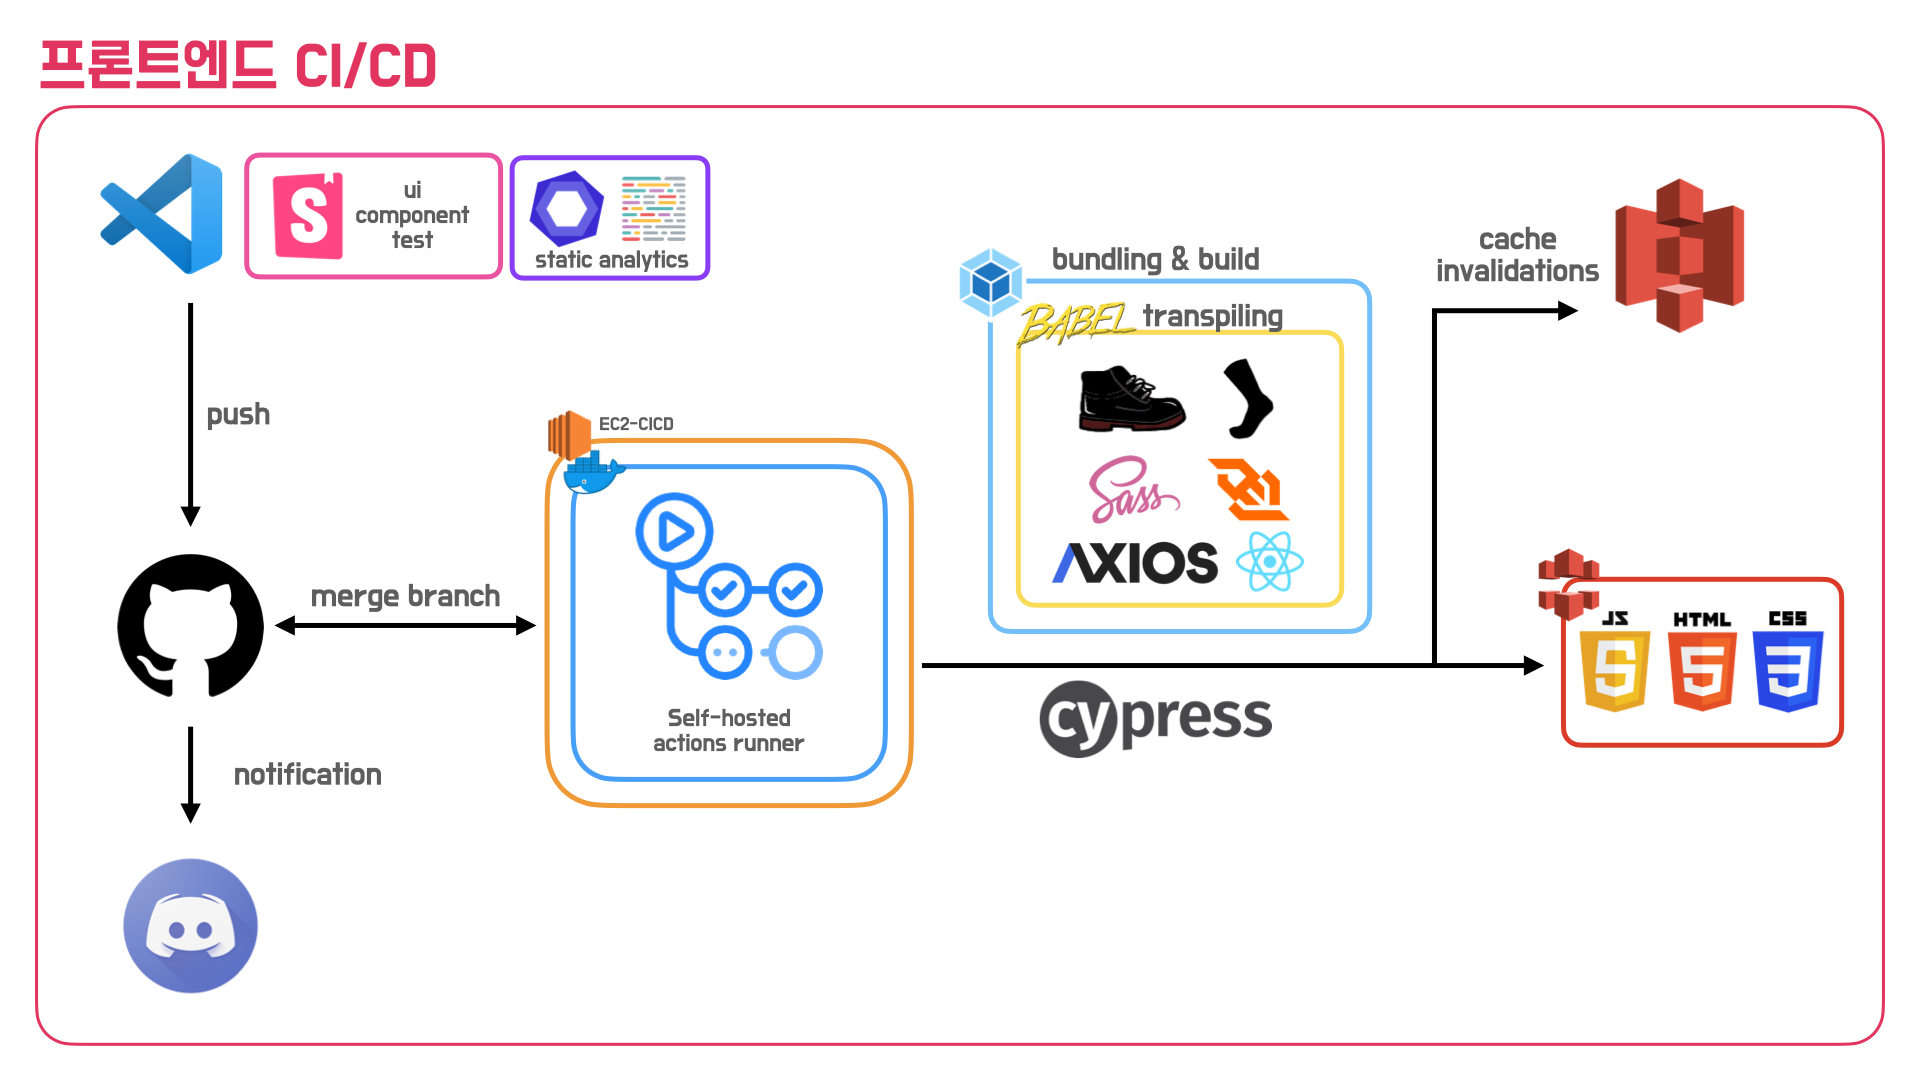 프론트엔드 CI/CD
ui
component
test
static analytics
push
merge branch
notification
EC2-CICD
Self-hosted
actions runner
bundling & build
BABEL transpiling
Sass
AXIOS
cypress
cache
invalidations
JS HTML CSS